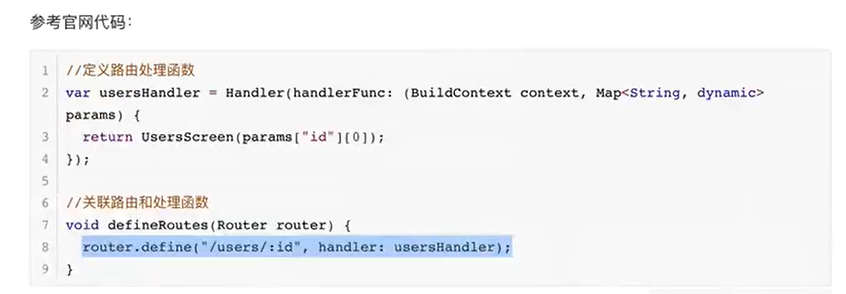 参考官网代码：
1 //定义路由处理函数
2 var usersHandler = Handler(handlerFunc: (BuildContext context, Map<String, dynamic>
params) {
3 return UsersScreen(params["id"][0]);
4 });
5
6 //关联路由和处理函数
7 void defineRoutes(Router router) {
8 router.define("/users/:id", handler: usersHandler);
9 }